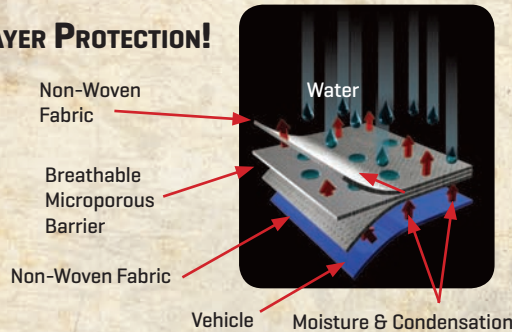 AYER PROTECTION!
Non-Woven
Fabric
Water
Breathable
Microporous
Barrier
Non-Woven Fabric
Vehicle
Moisture & Condensation